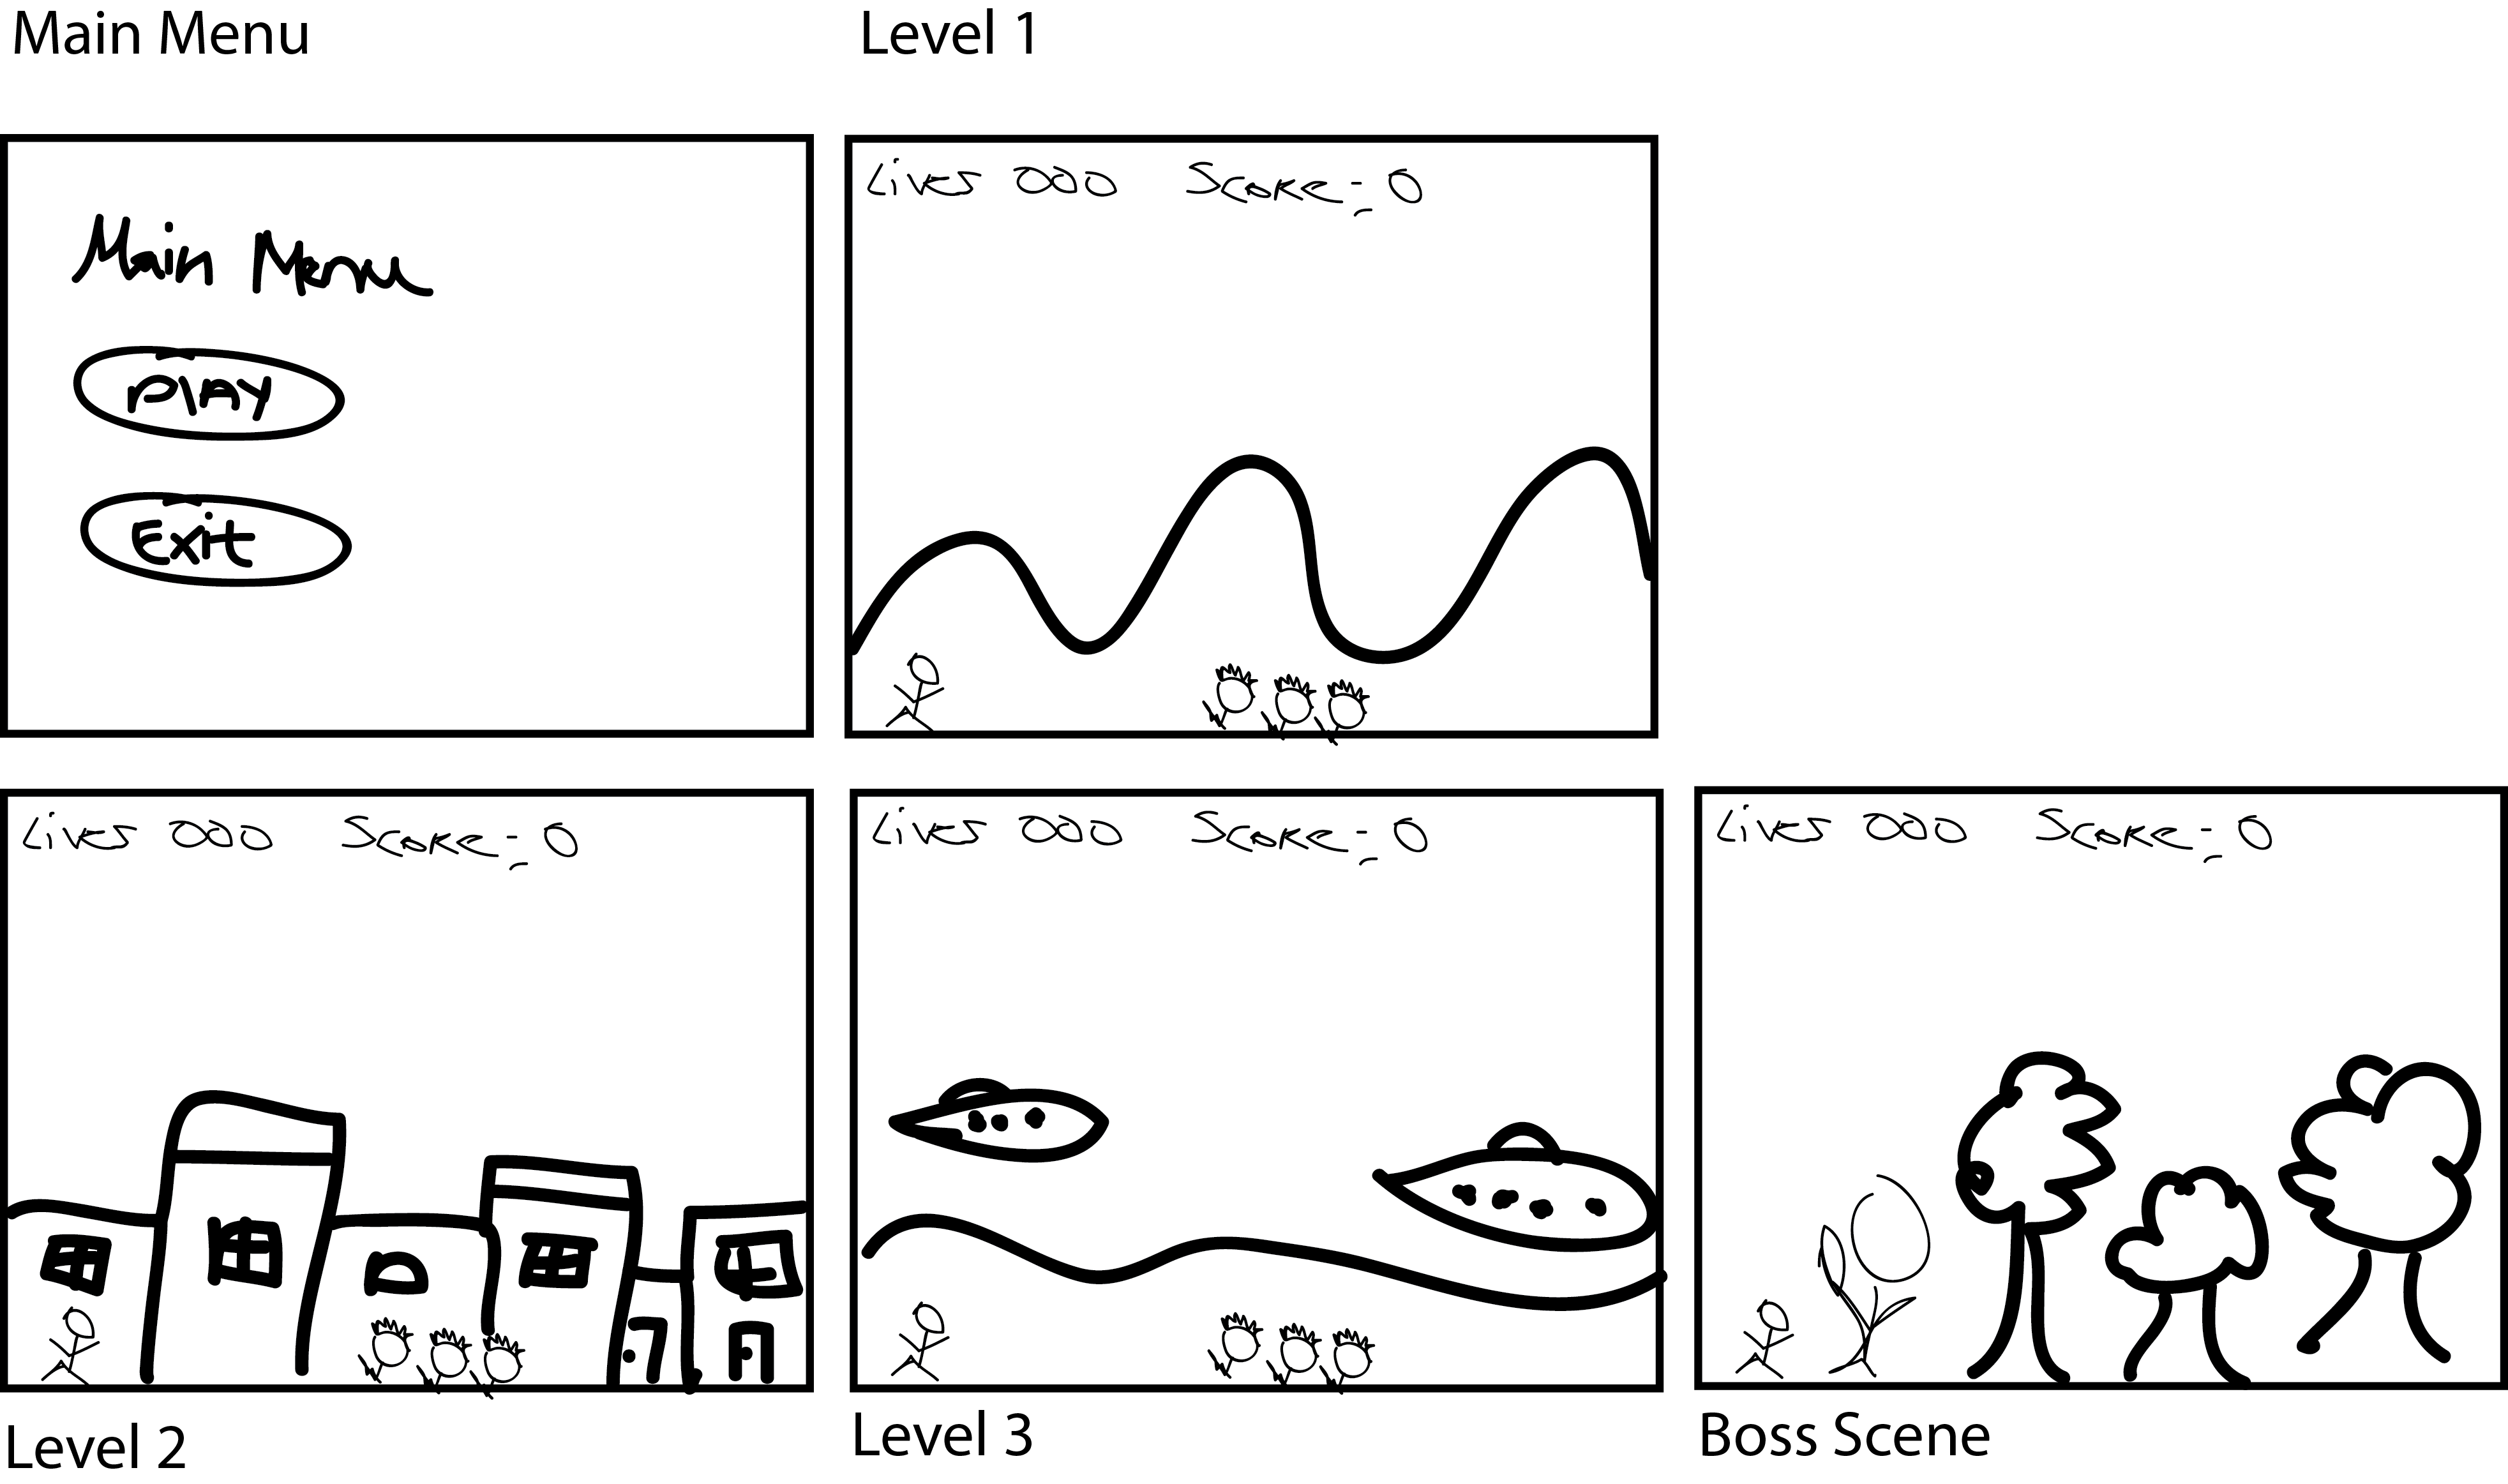 Main Menu
Level 1
Main Menu
Play
Exit
Lives 000 Score: 0
Lives 000 Score: 0
Lives 000 Score: 0
Lives 000 Score: 0
Level 2
Level 3
Boss Scene